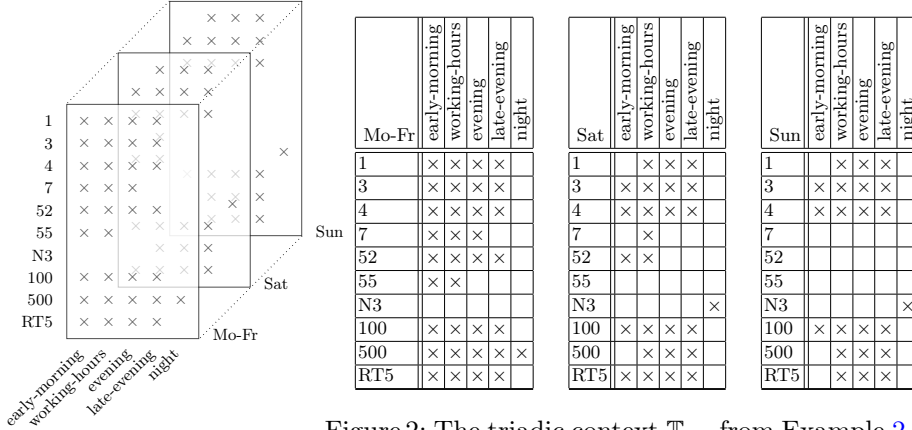 1
3
4
7
52
55
N3
100
500
RT5
early-morning
working-hours
evening
late-evening
night
Mo-Fr
Sat
Sun
Mo-Fr early-morning working-hours evening late-evening night
1 × × × ×
3 × × × ×
4 × × × ×
7 × × ×
52 × × × ×
55 × ×
N3
100 × × × ×
500 × × × × ×
RT5 × × × ×
Sat early-morning working-hours evening late-evening night
1 × × ×
3 × × × ×
4 × × × ×
7 ×
52 × ×
55
N3 ×
100 × × × ×
500 × × ×
RT5 × × × ×
Sun early-morning working-hours evening late-evening night
1 × × ×
3 × × × ×
4 × × × ×
7
52
55
N3 ×
100 × × × ×
500 × × ×
RT5 × × ×
Figure 2: The triadic context 𝕋 from Example 2